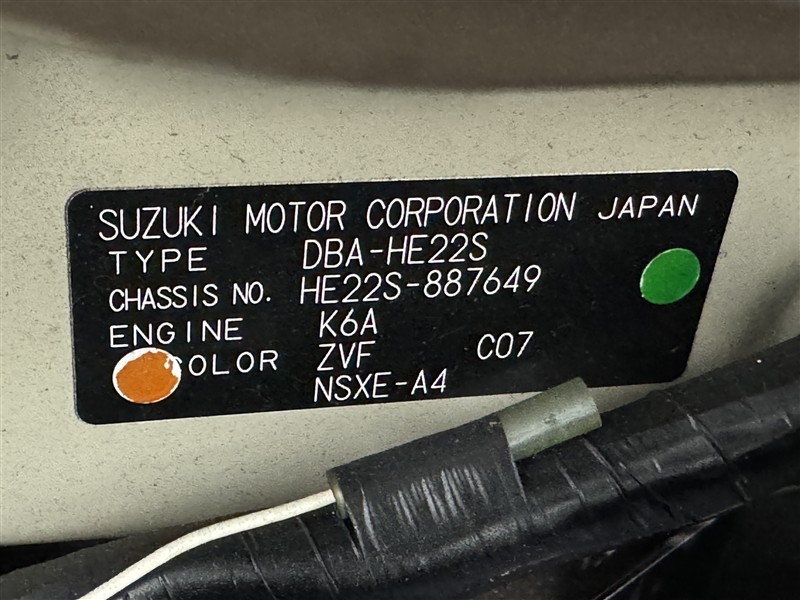 SUZUKI MOTOR CORPORATION JAPAN
TYPE DBA-HE22S
CHASSIS NO. HE22S-887649
ENGINE K6A
OLOR ZVF C07
NSXE-A4